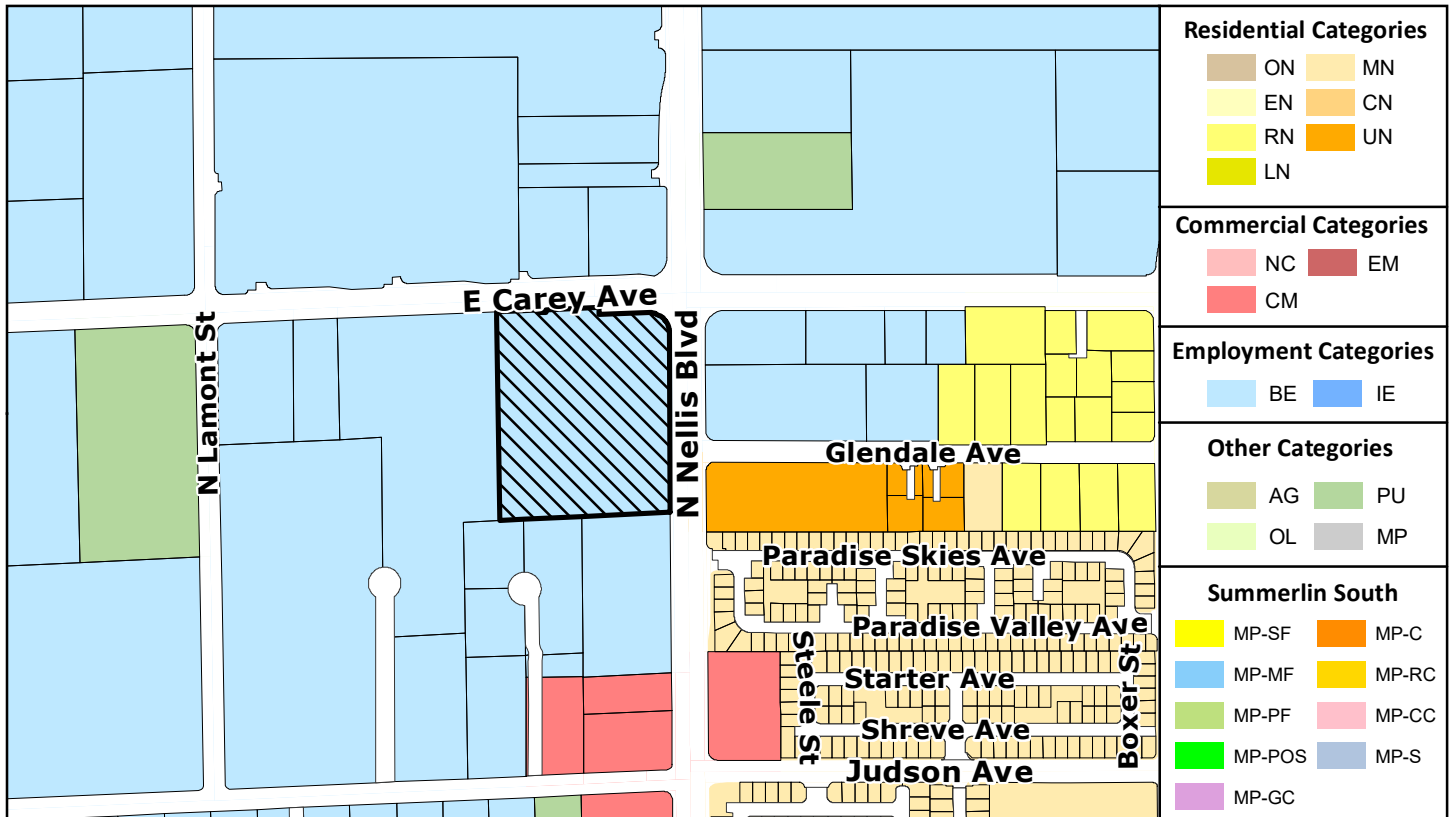 E Carey Ave
N Lamont St
N Nellis Blvd
Glendale Ave
Paradise Skies Ave
Paradise Valley Ave
Steele St
Starter Ave
Boxer St
Shreve Ave
Judson Ave
Residential Categories
ON MN
EN CN
RN UN
LN
Commercial Categories
NC EM
CM
Employment Categories
BE IE
Other Categories
AG PU
OL MP
Summerlin South
MP-SF MP-C
MP-MF MP-RC
MP-PF MP-CC
MP-POS MP-S
MP-GC